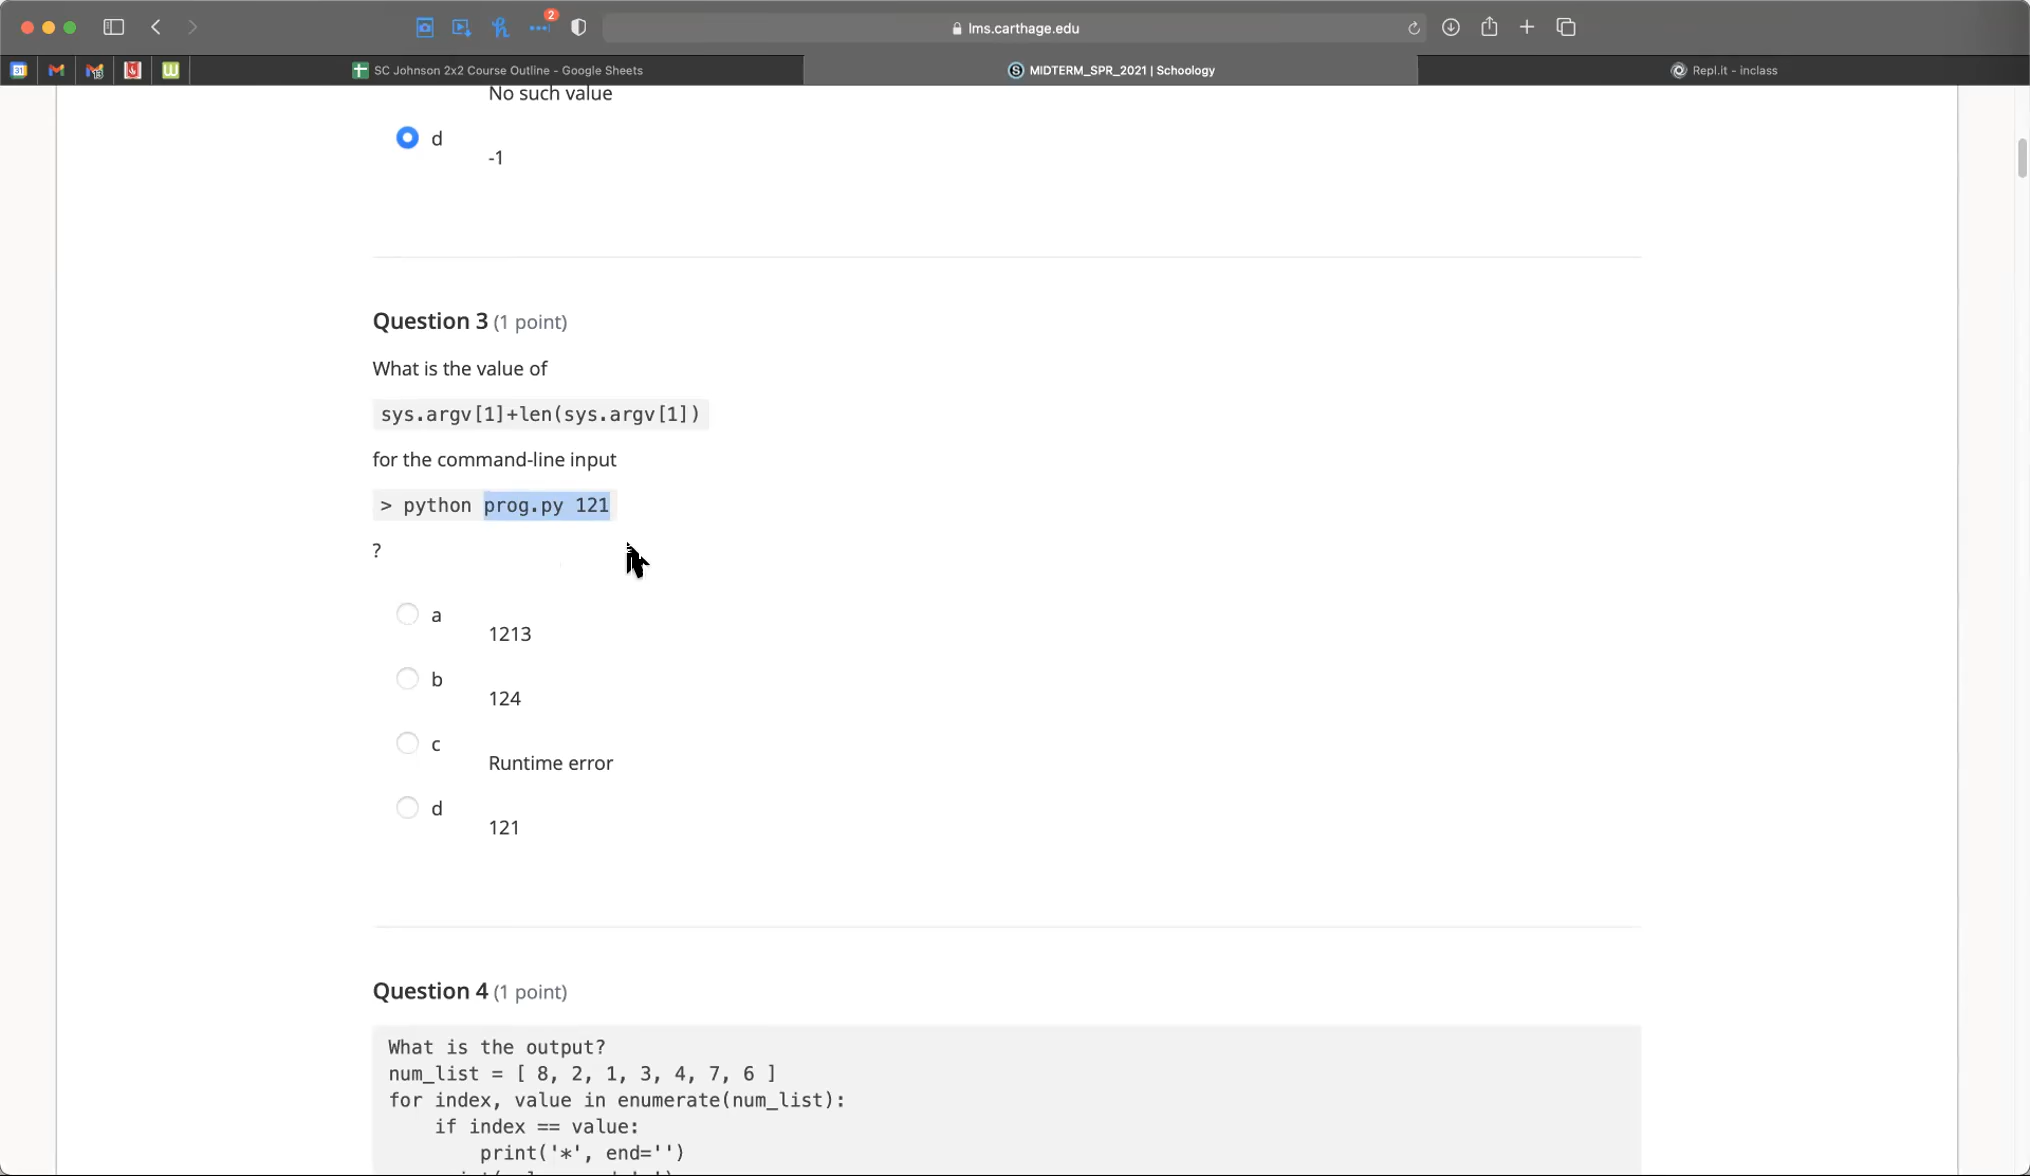 2
lms.carthage.edu
31
SC Johnson 2x2 Course Outline - Google Sheets
S MIDTERM_SPR_2021 | Schoology
Repl.it - inclass
No such value
d
-1
Question 3 (1 point)
What is the value of
sys.argv[1]+len(sys.argv[1])
for the command-line input
> python prog.py 121
?
a
1213
b
124
c
Runtime error
d
121
Question 4 (1 point)
What is the output?
num_list = [ 8, 2, 1, 3, 4, 7, 6 ]
for index, value in enumerate(num_list):
if index == value:
print('*', end='')